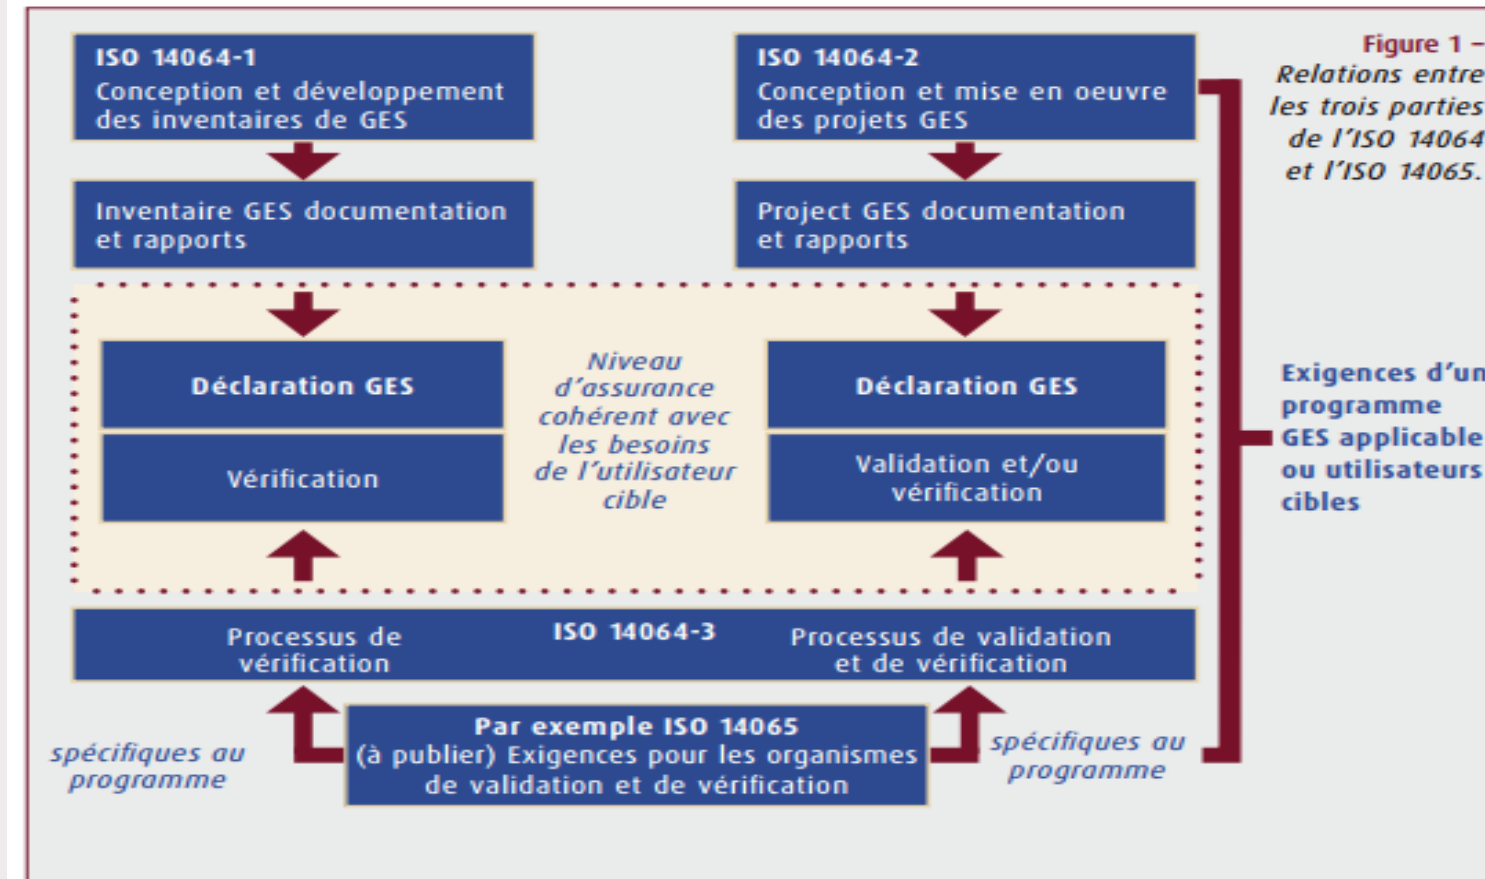 ISO 14064-1
Conception et développement
des inventaires de GES
ISO 14064-2
Conception et mise en oeuvre
des projets GES
Figure 1 –
Relations entre
les trois parties
de l'ISO 14064
et l'ISO 14065.
Inventaire GES documentation
et rapports
Project GES documentation
et rapports
Déclaration GES
Vérification
Niveau
d'assurance
cohérent avec
les besoins
de l'utilisateur
cible
Déclaration GES
Validation et/ou
vérification
Exigences d'un
programme
GES applicable
ou utilisateurs
cibles
Processus de
vérification
ISO 14064-3
Processus de validation
et de vérification
spécifiques au
programme
Par exemple ISO 14065
(à publier) Exigences pour les organismes
de validation et de vérification
spécifiques au
programme